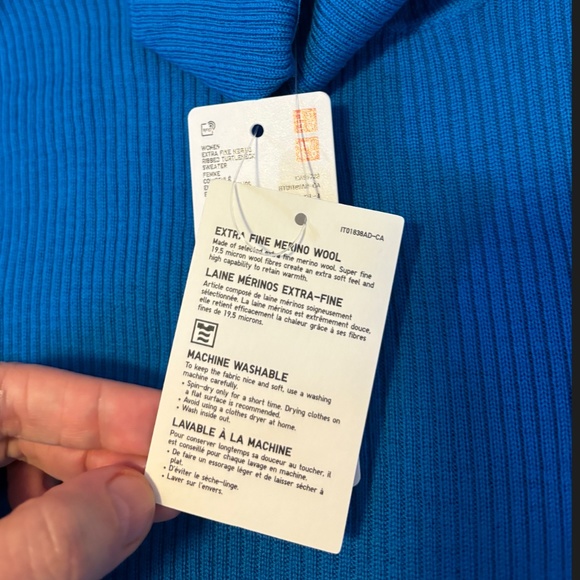 WOMEN
EXTRA FINE MERINO
RIBBED TURTLENECK
SWEATER
FEMME
IT01838AD-CA
EXTRA FINE MERINO WOOL
Made of selected extra fine merino wool. Super fine
19.5 micron wool fibres create an extra soft feel and
high capability to retain warmth.
LAINE MÉRINOS EXTRA-FINE
Article composé de laine mérinos soigneusement
sélectionnée. La laine mérinos est extrêmement douce,
elle retient efficacement la chaleur grâce à ses fibres
fines de 19,5 microns.
MACHINE WASHABLE
To keep the fabric nice and soft, use a washing
machine carefully.
• Spin-dry only for a short time. Drying clothes on
a flat surface is recommended.
• Avoid using a clothes dryer at home.
• Wash inside out.
LAVABLE À LA MACHINE
Pour conserver longtemps sa douceur au toucher, il
est conseillé pour chaque lavage en machine.
• De faire un essorage léger et de laisser sécher à
plat.
• D'éviter le sèche-linge.
• Laver sur l'envers.